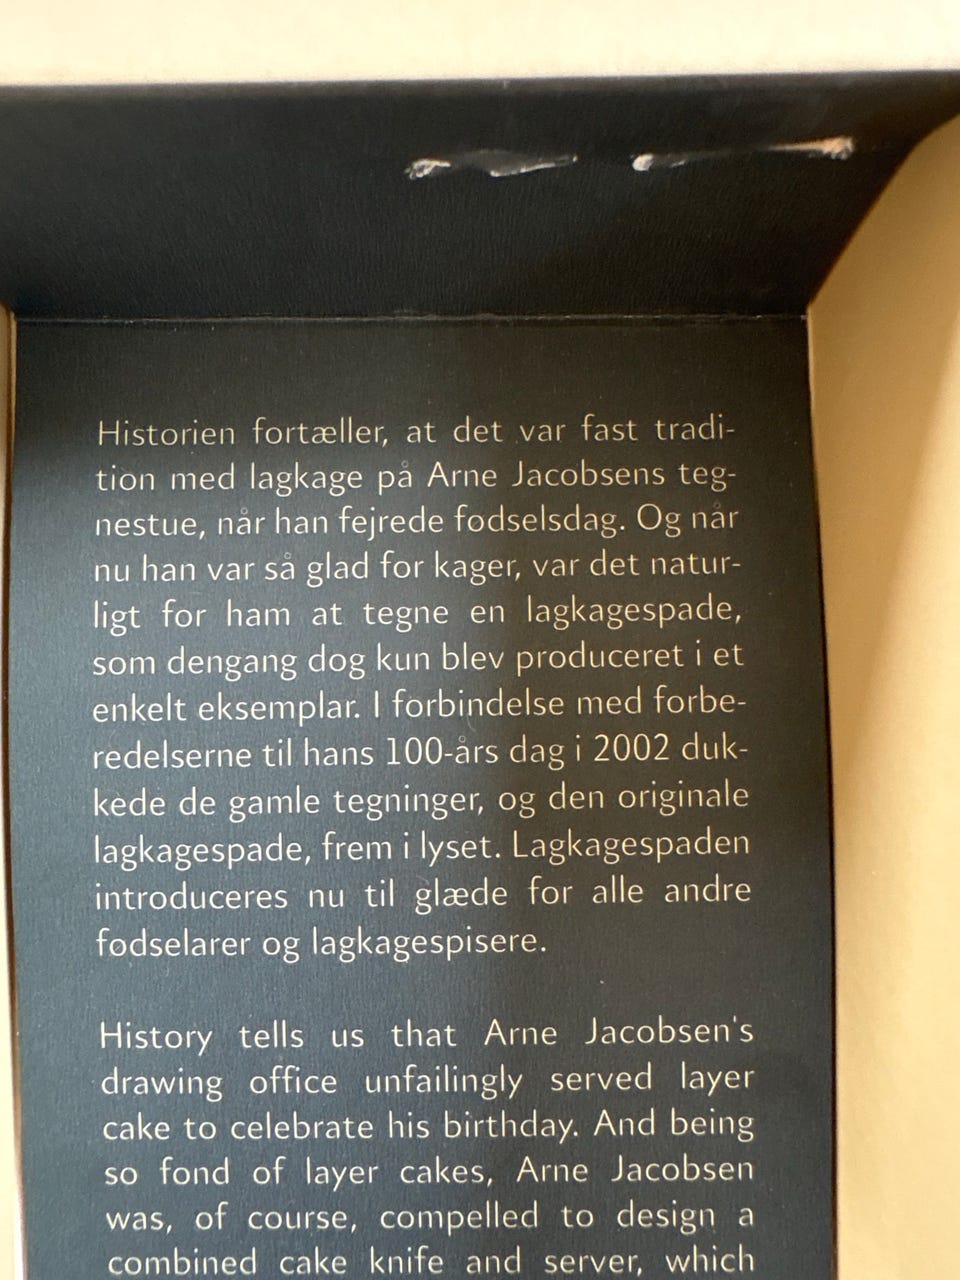 Historien fortæller, at det var fast tradi-
tion med lagkage på Arne Jacobsens teg-
nestue, når han fejrede fodselsdag. Og når
nu han var så glad for kager, var det natur-
ligt for ham at tegne en lagkagespade,
som dengang dog kun blev produceret i et
enkelt eksemplar. I forbindelse med forbe-
redelserne til hans 100-års dag i 2002 duk-
kede de gamle tegninger, og den originale
lagkagespade, frem i lyset. Lagkagespaden
introduceres nu til glæde for alle andre
fodselarer og lagkagespisere.
History tells us that Arne Jacobsen's
drawing office unfailingly served layer
cake to celebrate his birthday. And being
so fond of layer cakes, Arne Jacobsen
was, of course, compelled to design a
combined cake knife and server, which